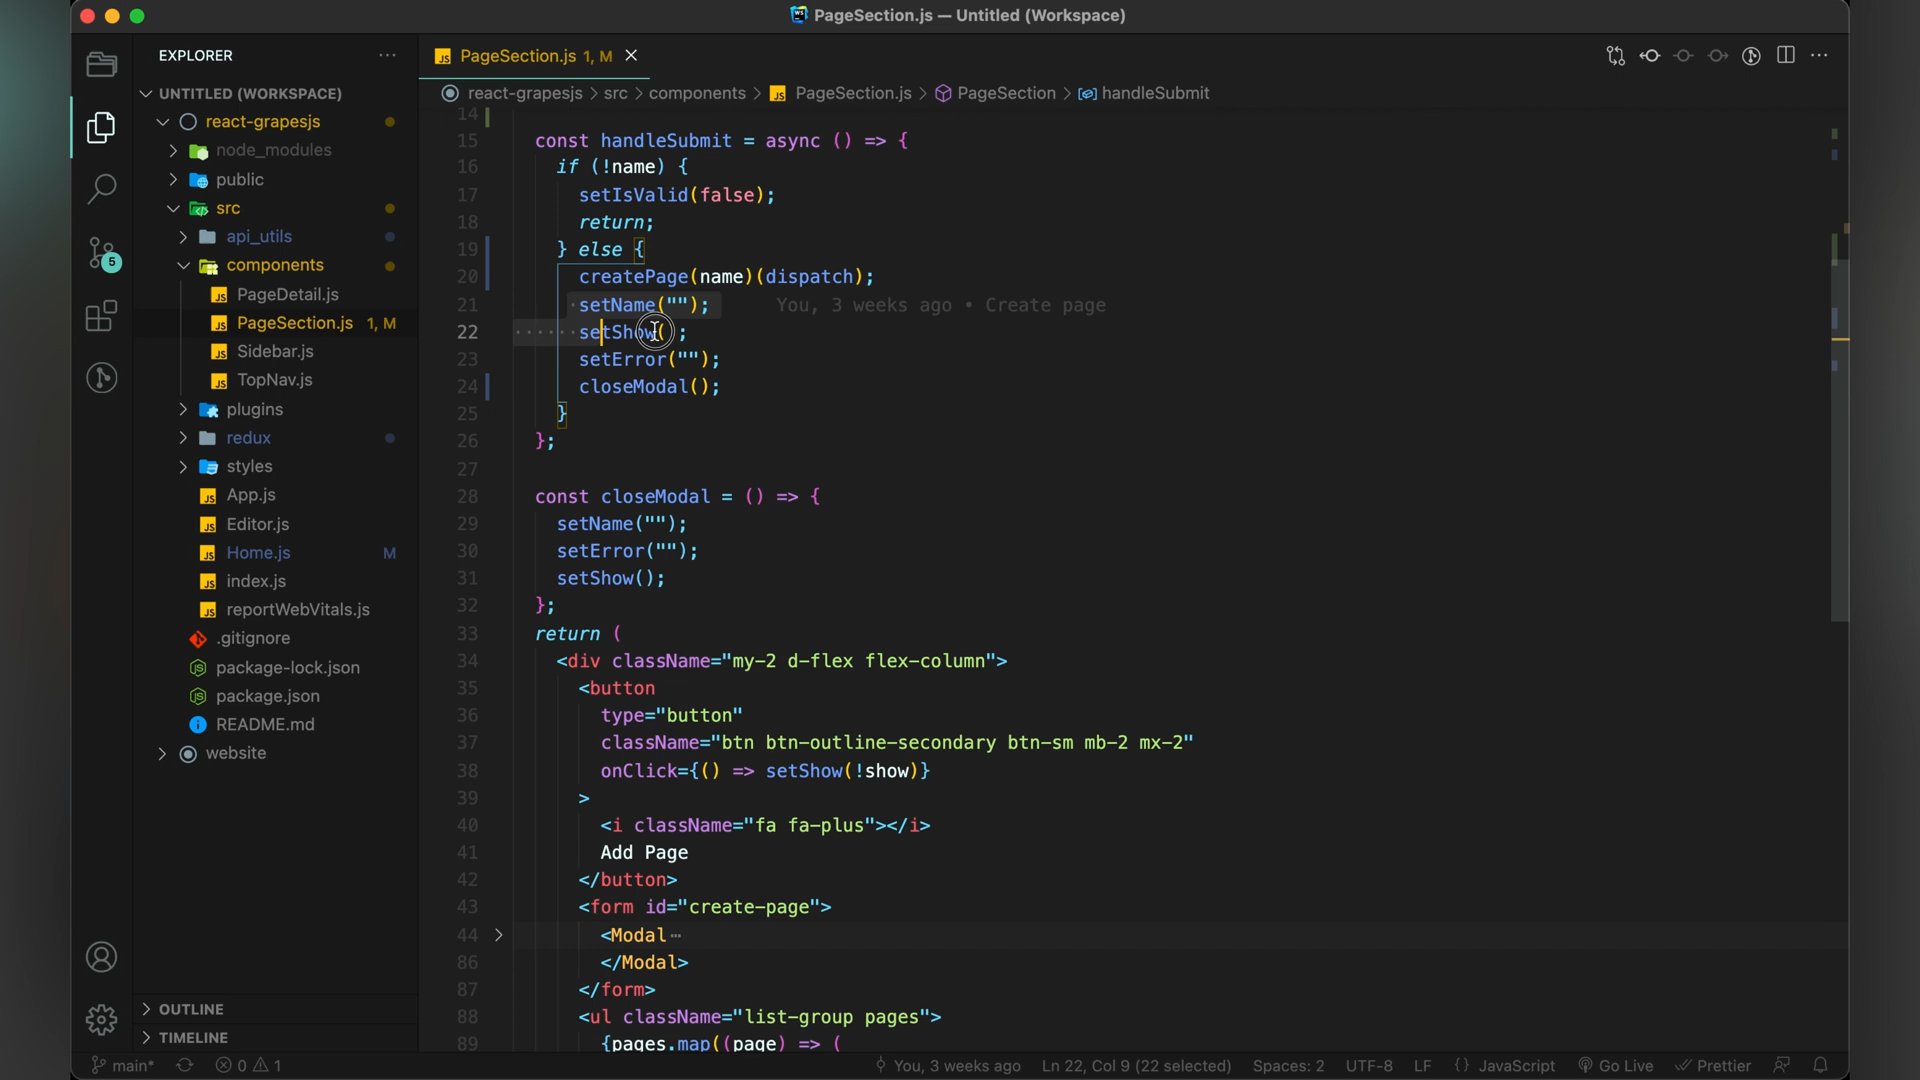 PageSection.js — Untitled (Workspace)
EXPLORER
PageSection.js 1, M
UNTITLED (WORKSPACE)
react-grapesjs > src > components > PageSection.js > PageSection > handleSubmit
react-grapesjs
node_modules
public
src
api_utils
components
PageDetail.js
PageSection.js 1, M
Sidebar.js
TopNav.js
plugins
redux
styles
App.js
Editor.js
Home.js M
index.js
reportWebVitals.js
.gitignore
package-lock.json
package.json
README.md
website
OUTLINE
TIMELINE
5
14
15 const handleSubmit = async () => {
16 if (!name) {
17 setIsValid(false);
18 return;
19 } else {
20 createPage(name)(dispatch);
21 setName(""); You, 3 weeks ago • Create page
22 setShow( ;
23 setError("");
24 closeModal();
25 }
26 };
27
28 const closeModal = () => {
29 setName("");
30 setError("");
31 setShow();
32 };
33 return (
34 <div className="my-2 d-flex flex-column">
35 <button
36 type="button"
37 className="btn btn-outline-secondary btn-sm mb-2 mx-2"
38 onClick={() => setShow(!show)}
39 >
40 <i className="fa fa-plus"></i>
41 Add Page
42 </button>
43 <form id="create-page">
44 <Modal⋯
86 </Modal>
87 </form>
88 <ul className="list-group pages">
89 {pages.map((page) => (
main* 0 1 You, 3 weeks ago Ln 22, Col 9 (22 selected) Spaces: 2 UTF-8 LF {} JavaScript Go Live Prettier